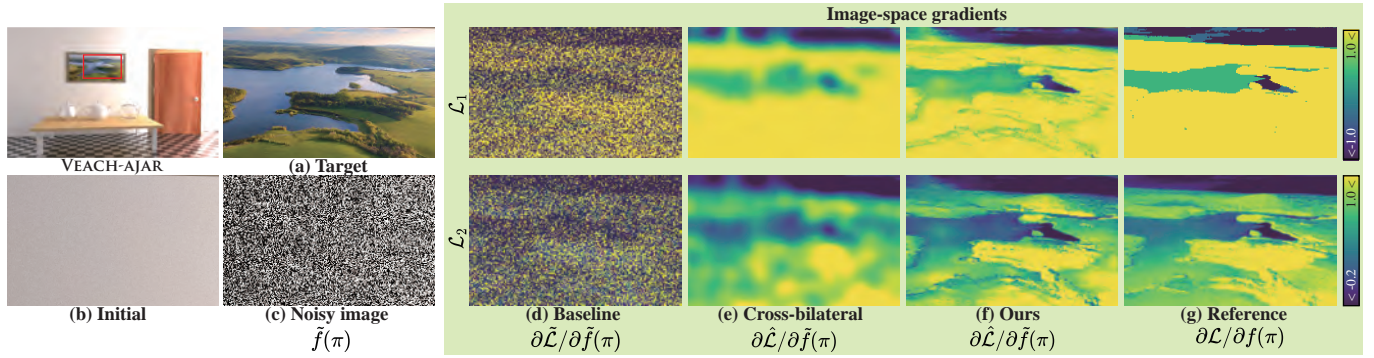 Image-space gradients
VEACH-AJAR
(a) Target
ℒ₁
1.0 <
<-1.0
ℒ₂
1.0 <
< -0.2
(b) Initial
(c) Noisy image
f̃(π)
(d) Baseline
∂ℒ̃/∂f̃(π)
(e) Cross-bilateral
∂ℒ̂/∂f̃(π)
(f) Ours
∂ℒ̂/∂f̃(π)
(g) Reference
∂ℒ/∂f(π)